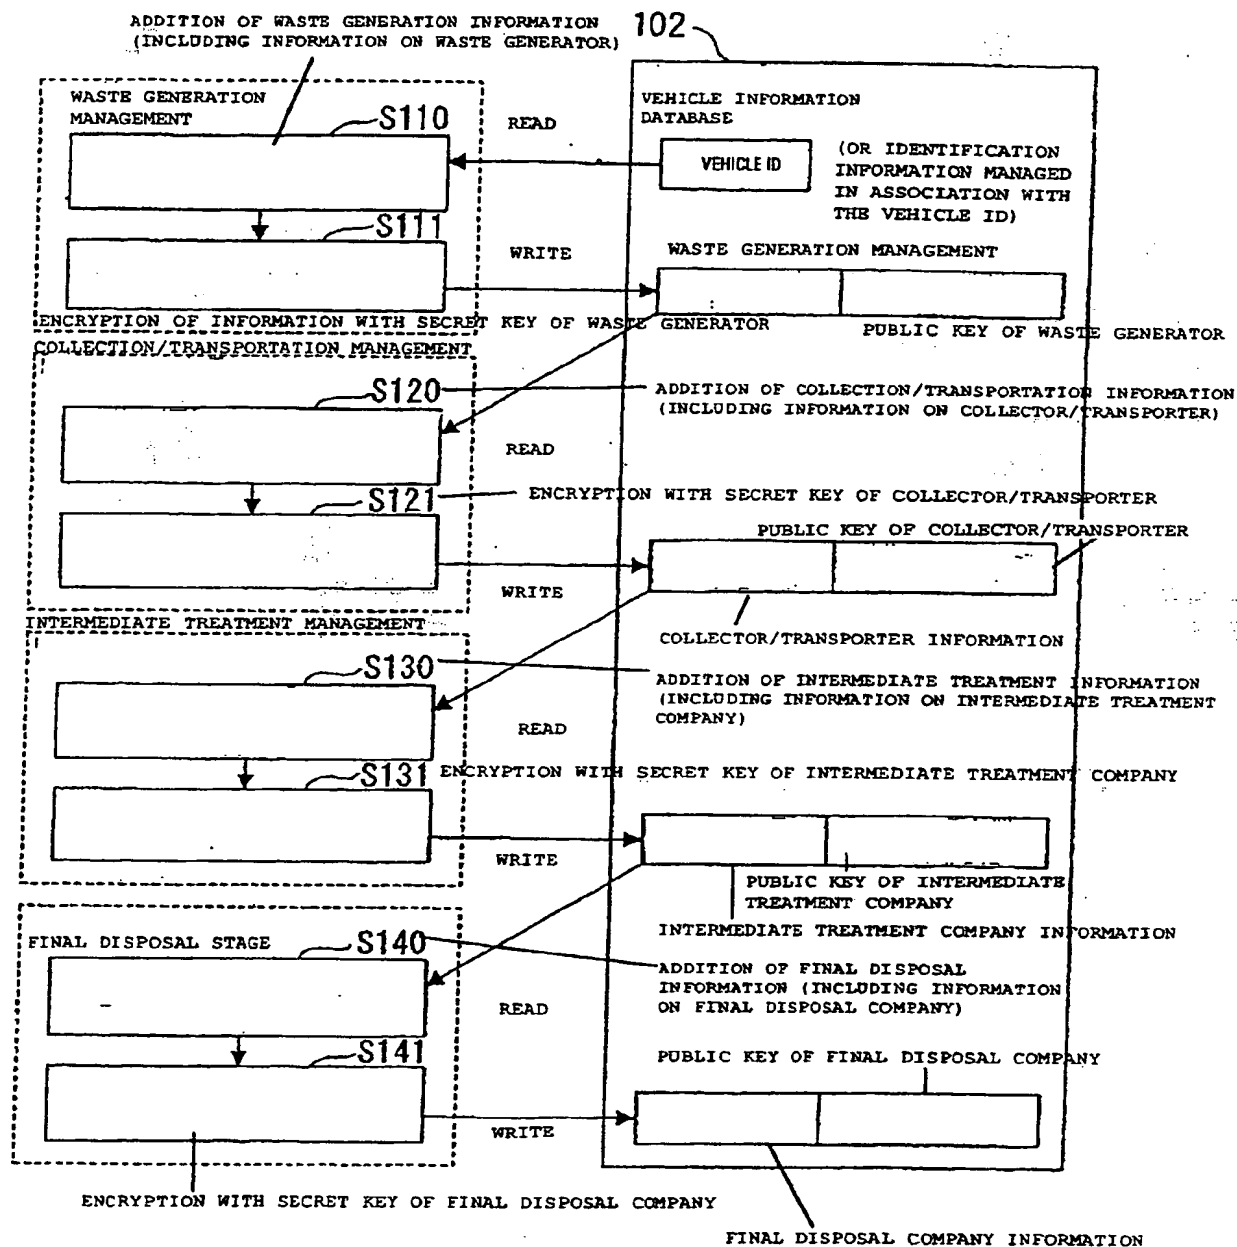 ADDITION OF WASTE GENERATION INFORMATION
(INCLUDING INFORMATION ON WASTE GENERATOR)
102
WASTE GENERATION
MANAGEMENT
S110
READ
VEHICLE INFORMATION
DATABASE
VEHICLE ID
(OR IDENTIFICATION
INFORMATION MANAGED
IN ASSOCIATION WITH
THE VEHICLE ID)
S111
WRITE
WASTE GENERATION MANAGEMENT
ENCRYPTION OF INFORMATION WITH SECRET KEY OF WASTE GENERATOR
PUBLIC KEY OF WASTE GENERATOR
COLLECTION/TRANSPORTATION MANAGEMENT
S120
ADDITION OF COLLECTION/TRANSPORTATION INFORMATION
(INCLUDING INFORMATION ON COLLECTOR/TRANSPORTER)
READ
S121
ENCRYPTION WITH SECRET KEY OF COLLECTOR/TRANSPORTER
PUBLIC KEY OF COLLECTOR/TRANSPORTER
WRITE
COLLECTOR/TRANSPORTER INFORMATION
INTERMEDIATE TREATMENT MANAGEMENT
S130
ADDITION OF INTERMEDIATE TREATMENT INFORMATION
(INCLUDING INFORMATION ON INTERMEDIATE TREATMENT
COMPANY)
READ
S131
ENCRYPTION WITH SECRET KEY OF INTERMEDIATE TREATMENT COMPANY
WRITE
PUBLIC KEY OF INTERMEDIATE
TREATMENT COMPANY
INTERMEDIATE TREATMENT COMPANY INFORMATION
FINAL DISPOSAL STAGE
S140
ADDITION OF FINAL DISPOSAL
INFORMATION (INCLUDING INFORMATION
ON FINAL DISPOSAL COMPANY)
READ
S141
PUBLIC KEY OF FINAL DISPOSAL COMPANY
WRITE
ENCRYPTION WITH SECRET KEY OF FINAL DISPOSAL COMPANY
FINAL DISPOSAL COMPANY INFORMATION